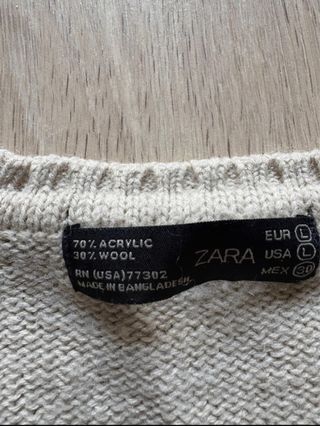 70% ACRYLIC
30% WOOL
RN (USA) 77302
MADE IN BANGLADESH
ZARA
EUR L
USA L
MEX 30